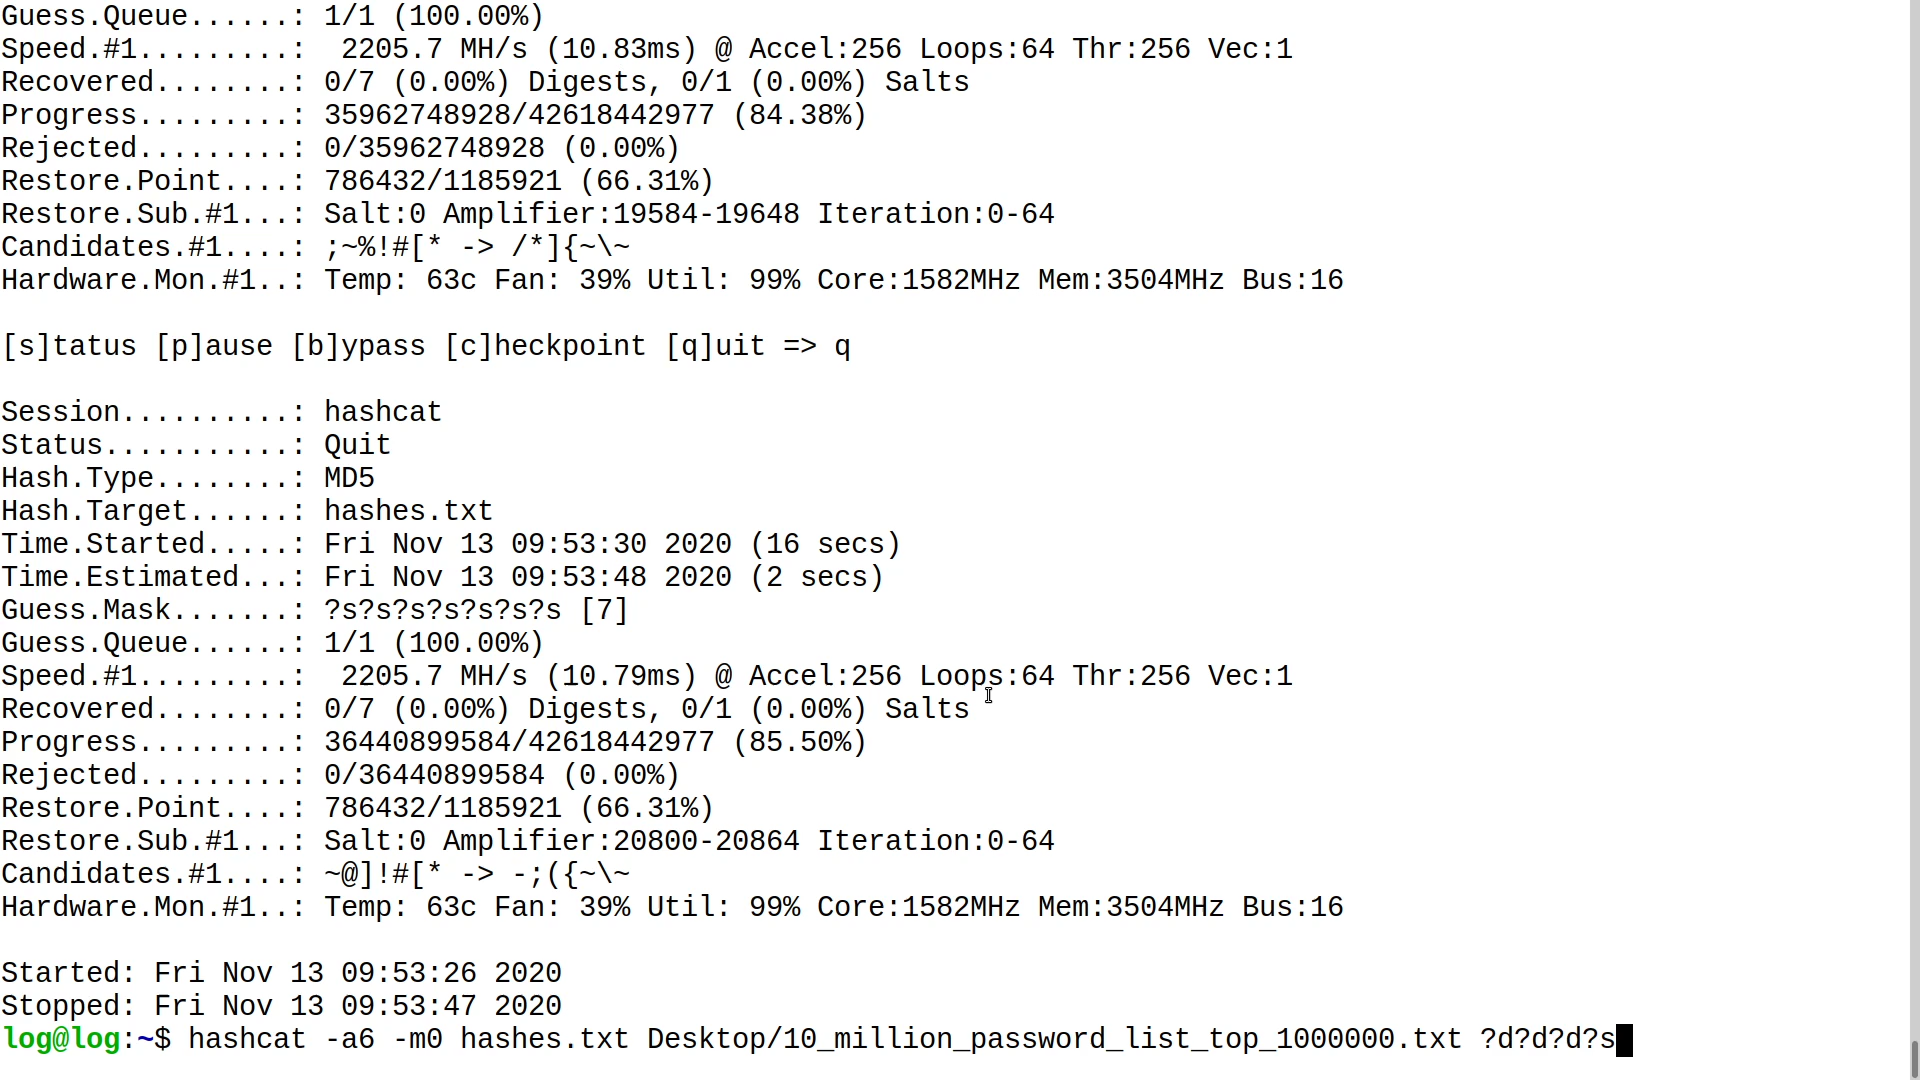 Guess.Queue......: 1/1 (100.00%)
Speed.#1.........:  2205.7 MH/s (10.83ms) @ Accel:256 Loops:64 Thr:256 Vec:1
Recovered........: 0/7 (0.00%) Digests, 0/1 (0.00%) Salts
Progress.........: 35962748928/42618442977 (84.38%)
Rejected.........: 0/35962748928 (0.00%)
Restore.Point....: 786432/1185921 (66.31%)
Restore.Sub.#1...: Salt:0 Amplifier:19584-19648 Iteration:0-64
Candidates.#1....: ;~%!#[* -> /*]{~\~
Hardware.Mon.#1..: Temp: 63c Fan: 39% Util: 99% Core:1582MHz Mem:3504MHz Bus:16
[s]tatus [p]ause [b]ypass [c]heckpoint [q]uit => q
Session..........: hashcat
Status...........: Quit
Hash.Type........: MD5
Hash.Target......: hashes.txt
Time.Started.....: Fri Nov 13 09:53:30 2020 (16 secs)
Time.Estimated...: Fri Nov 13 09:53:48 2020 (2 secs)
Guess.Mask.......: ?s?s?s?s?s?s?s [7]
Guess.Queue......: 1/1 (100.00%)
Speed.#1.........:  2205.7 MH/s (10.79ms) @ Accel:256 Loops:64 Thr:256 Vec:1
Recovered........: 0/7 (0.00%) Digests, 0/1 (0.00%) Salts
Progress.........: 36440899584/42618442977 (85.50%)
Rejected.........: 0/36440899584 (0.00%)
Restore.Point....: 786432/1185921 (66.31%)
Restore.Sub.#1...: Salt:0 Amplifier:20800-20864 Iteration:0-64
Candidates.#1....: ~@]!#[* -> -;({~\~
Hardware.Mon.#1..: Temp: 63c Fan: 39% Util: 99% Core:1582MHz Mem:3504MHz Bus:16
Started: Fri Nov 13 09:53:26 2020
Stopped: Fri Nov 13 09:53:47 2020
log@log:~$ hashcat -a6 -m0 hashes.txt Desktop/10_million_password_list_top_1000000.txt ?d?d?d?s